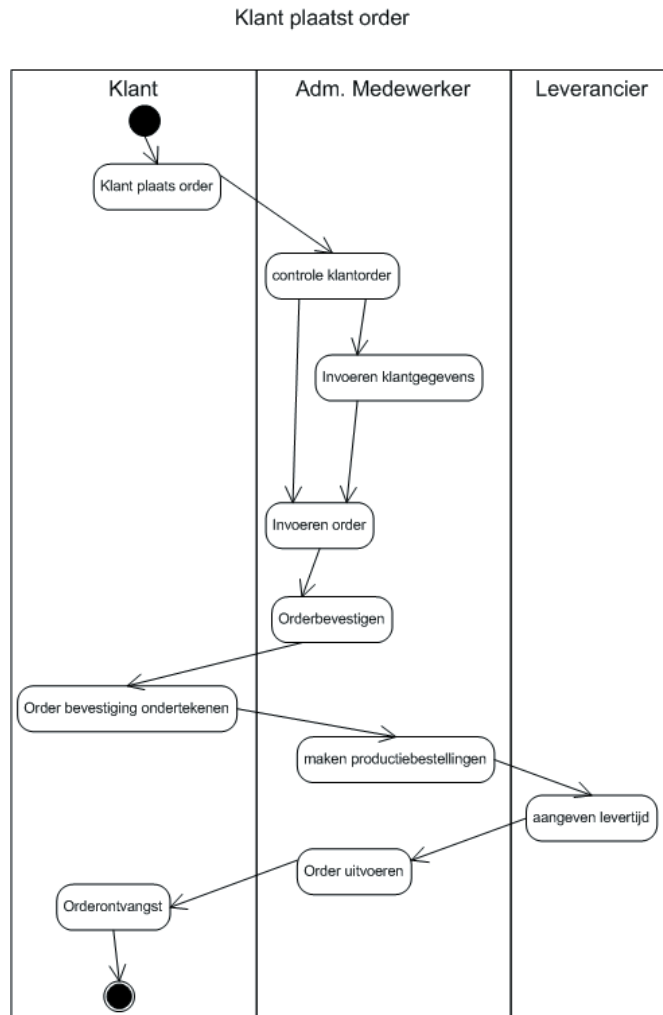 Klant plaatst order
Klant
Adm. Medewerker
Leverancier
Klant plaats order
controle klantorder
Invoeren klantgegevens
Invoeren order
Orderbevestigen
Order bevestiging ondertekenen
maken productiebestellingen
aangeven levertijd
Order uitvoeren
Orderontvangst